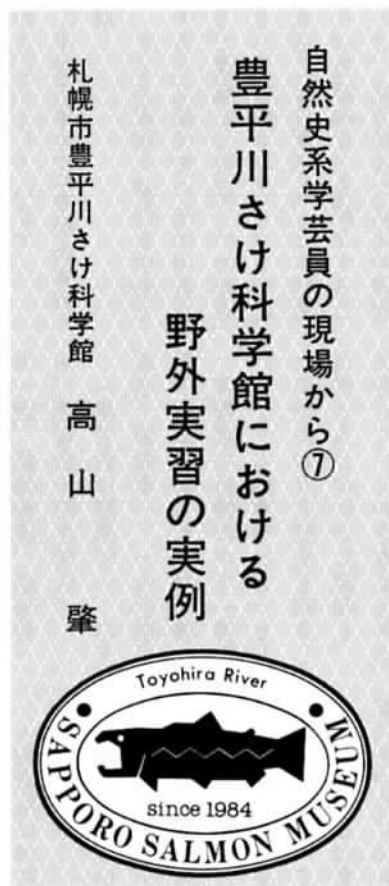 自然史系学芸員の現場から⑦
豊平川さけ科学館における
野外実習の実例
札幌市豊平川さけ科学館 高山 肇
Toyohira River
since 1984
SAPPORO SALMON MUSEUM